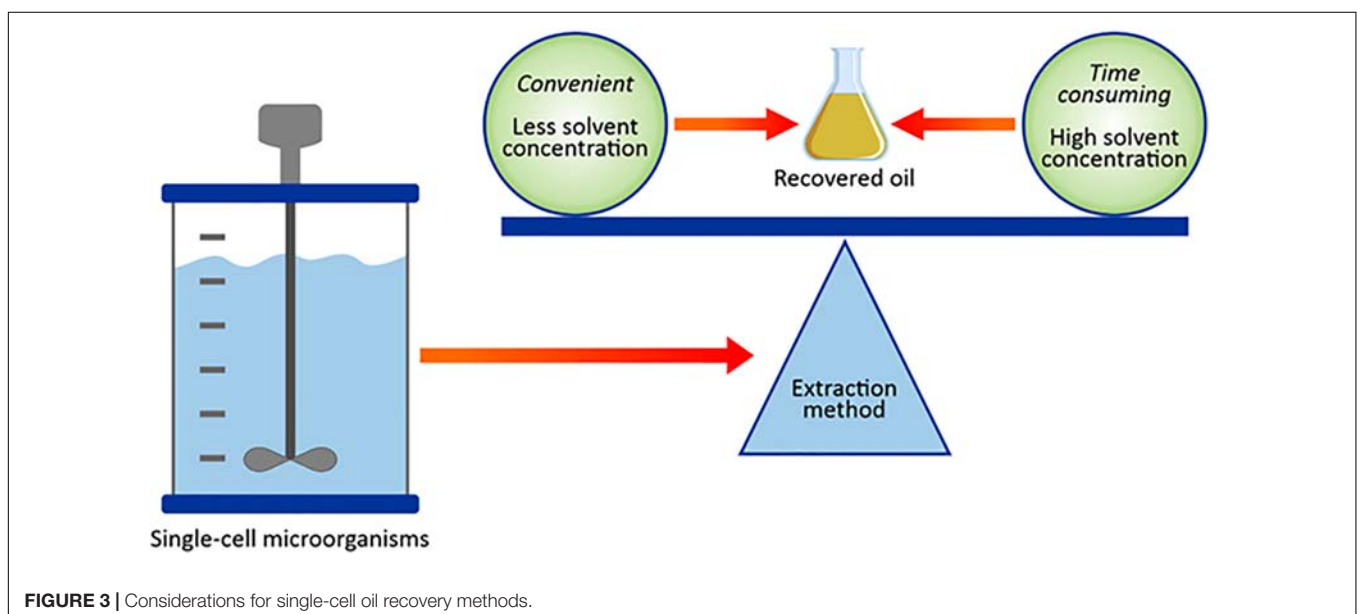 Convenient
Less solvent
concentration
Recovered oil
Time
consuming
High solvent
concentration
Extraction
method
Single-cell microorganisms
FIGURE 3 | Considerations for single-cell oil recovery methods.